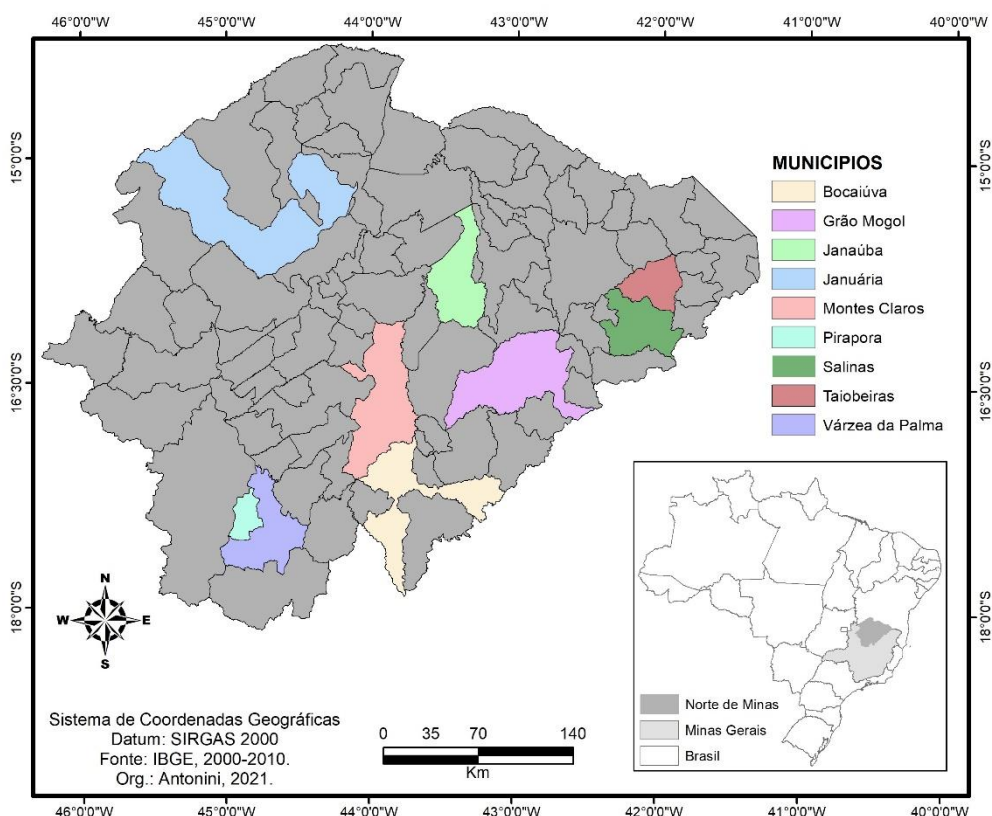 46°0'0"W 45°0'0"W 44°0'0"W 43°0'0"W 42°0'0"W 41°0'0"W 40°0'0"W
15°0'0"S
15°0'0"S
MUNICIPIOS
Bocaiúva
Grão Mogol
Janaúba
Januária
Montes Claros
Pirapora
Salinas
Taiobeiras
Várzea da Palma
16°30'0"S
16°30'0"S
18°0'0"S
18°0'0"S
N
W E
S
Sistema de Coordenadas Geográficas
Datum: SIRGAS 2000
Fonte: IBGE, 2000-2010.
Org.: Antonini, 2021.
0 35 70 140
Km
Norte de Minas
Minas Gerais
Brasil
46°0'0"W 45°0'0"W 44°0'0"W 43°0'0"W 42°0'0"W 41°0'0"W 40°0'0"W